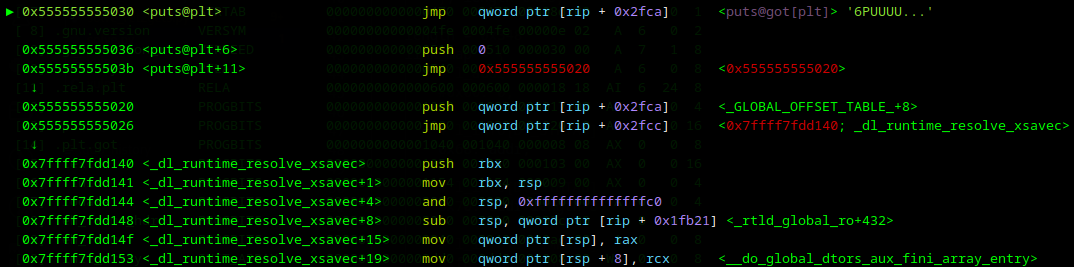 ► 0x555555555030 <puts@plt> jmp qword ptr [rip + 0x2fca] <puts@got[plt]> '6PUUUU...'
0x555555555036 <puts@plt+6> push 0
0x55555555503b <puts@plt+11> jmp 0x555555555020 <0x555555555020>
↓
0x555555555020 push qword ptr [rip + 0x2fca] <_GLOBAL_OFFSET_TABLE_+8>
0x555555555026 jmp qword ptr [rip + 0x2fcc] <0x7ffff7fdd140; _dl_runtime_resolve_xsavec>
↓
0x7ffff7fdd140 <_dl_runtime_resolve_xsavec> push rbx
0x7ffff7fdd141 <_dl_runtime_resolve_xsavec+1> mov rbx, rsp
0x7ffff7fdd144 <_dl_runtime_resolve_xsavec+4> and rsp, 0xffffffffffffffc0
0x7ffff7fdd148 <_dl_runtime_resolve_xsavec+8> sub rsp, qword ptr [rip + 0x1fb21] <_rtld_global_ro+432>
0x7ffff7fdd14f <_dl_runtime_resolve_xsavec+15> mov qword ptr [rsp], rax
0x7ffff7fdd153 <_dl_runtime_resolve_xsavec+19> mov qword ptr [rsp + 8], rcx <__do_global_dtors_aux_fini_array_entry>